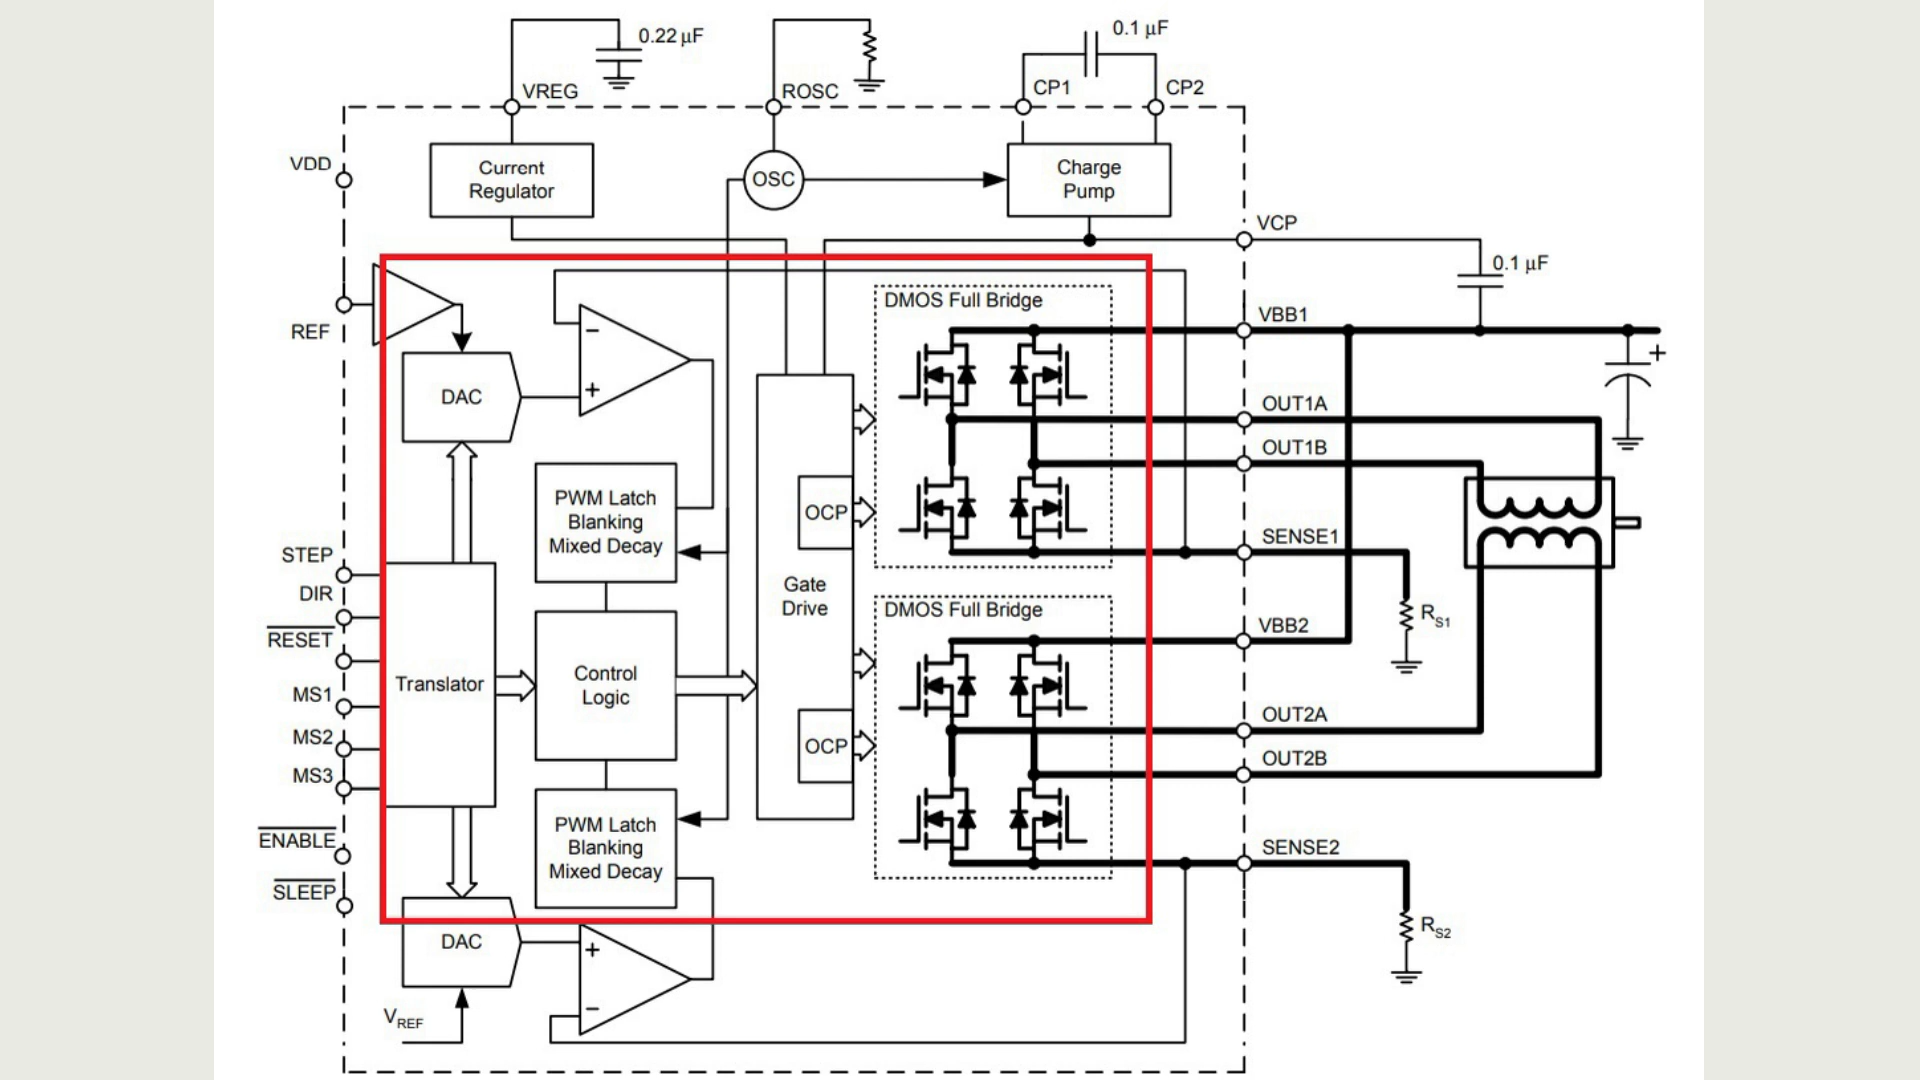 0.22 µF
0.1 µF
VREG
ROSC
CP1
CP2
VDD
Current
Regulator
OSC
Charge
Pump
VCP
0.1 µF
REF
DMOS Full Bridge
VBB1
+
−
+
DAC
OUT1A
OUT1B
PWM Latch
Blanking
Mixed Decay
OCP
SENSE1
STEP
DIR
RESET
MS1
MS2
MS3
Translator
Control
Logic
Gate
Drive
DMOS Full Bridge
VBB2
RS1
OUT2A
OUT2B
OCP
ENABLE
SLEEP
PWM Latch
Blanking
Mixed Decay
SENSE2
RS2
DAC
+
−
VREF